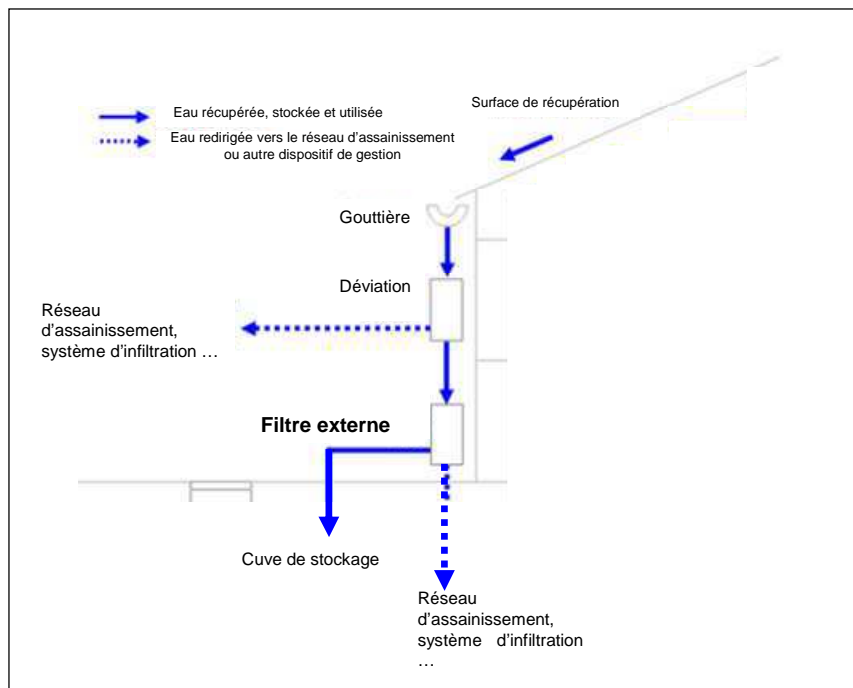 Surface de récupération
Eau récupérée, stockée et utilisée
Eau redirigée vers le réseau d'assainissement
ou autre dispositif de gestion
Gouttière
Déviation
Réseau
d'assainissement,
système d'infiltration …
Filtre externe
Cuve de stockage
Réseau
d'assainissement,
système d'infiltration
…